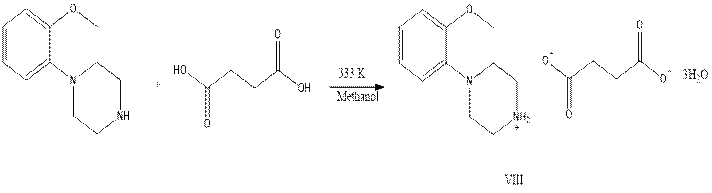 O
N
NH
+
HO
O
O
OH
333 K
Methanol
O
N
NH₂
+
O⁻
O
O
O⁻
3H₂O
VIII